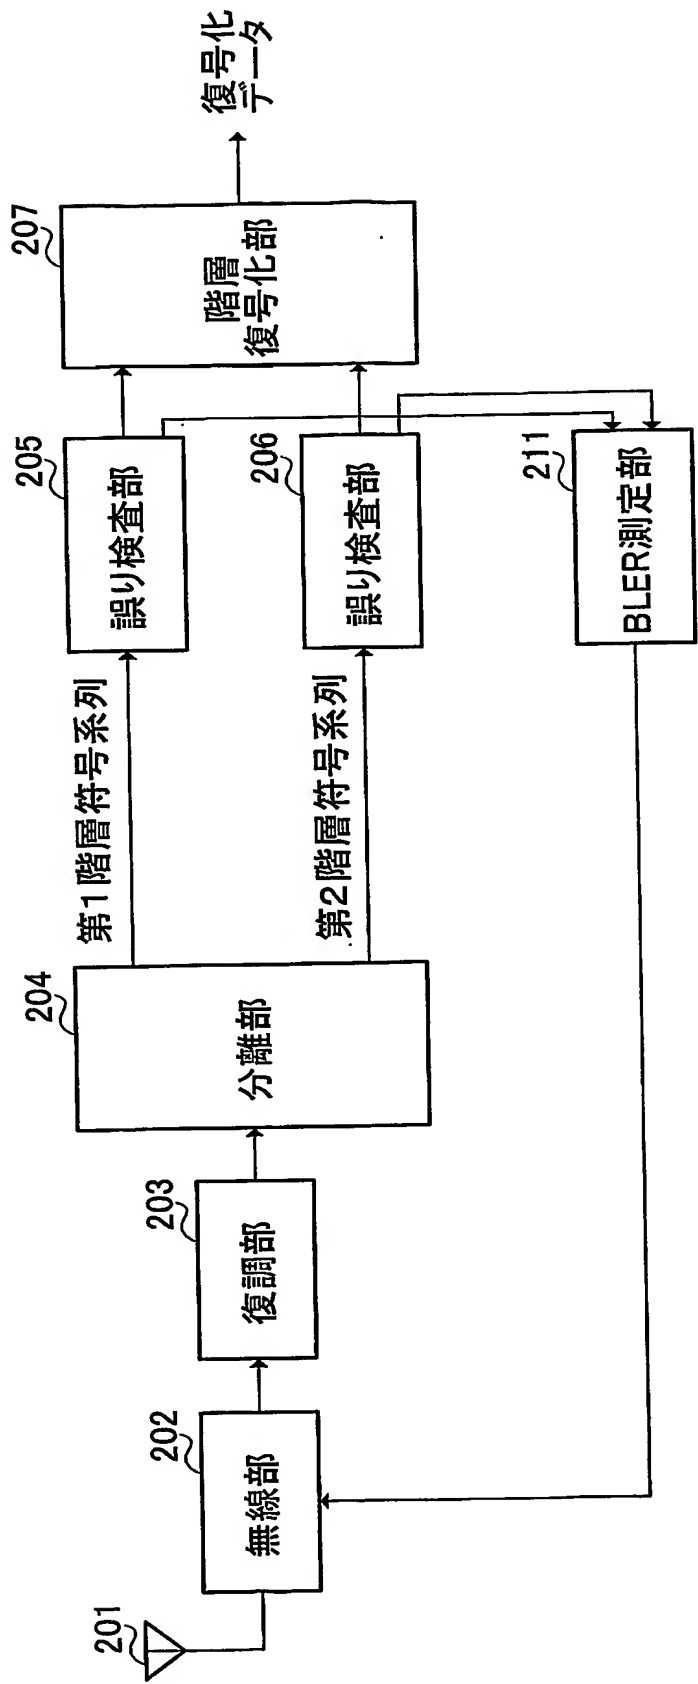 201
202
無線部
203
復調部
204
分離部
第1階層符号系列
第2階層符号系列
205
誤り検査部
206
誤り検査部
207
階層
復号化部
復号化
データ
211
BLER測定部